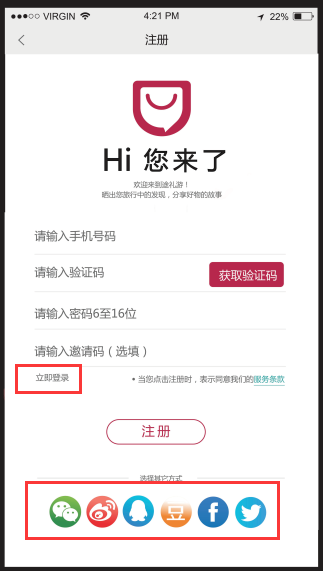 ●●●○○ VIRGIN 4:21 PM 22%
注册
Hi 您来了
欢迎来到途礼游！
晒出您旅行中的发现，分享好物的故事
请输入手机号码
请输入验证码 获取验证码
请输入密码6至16位
请输入邀请码（选填）
立即登录 • 当您点击注册时，表示同意我们的服务条款
注册
选择其它方式
豆 f